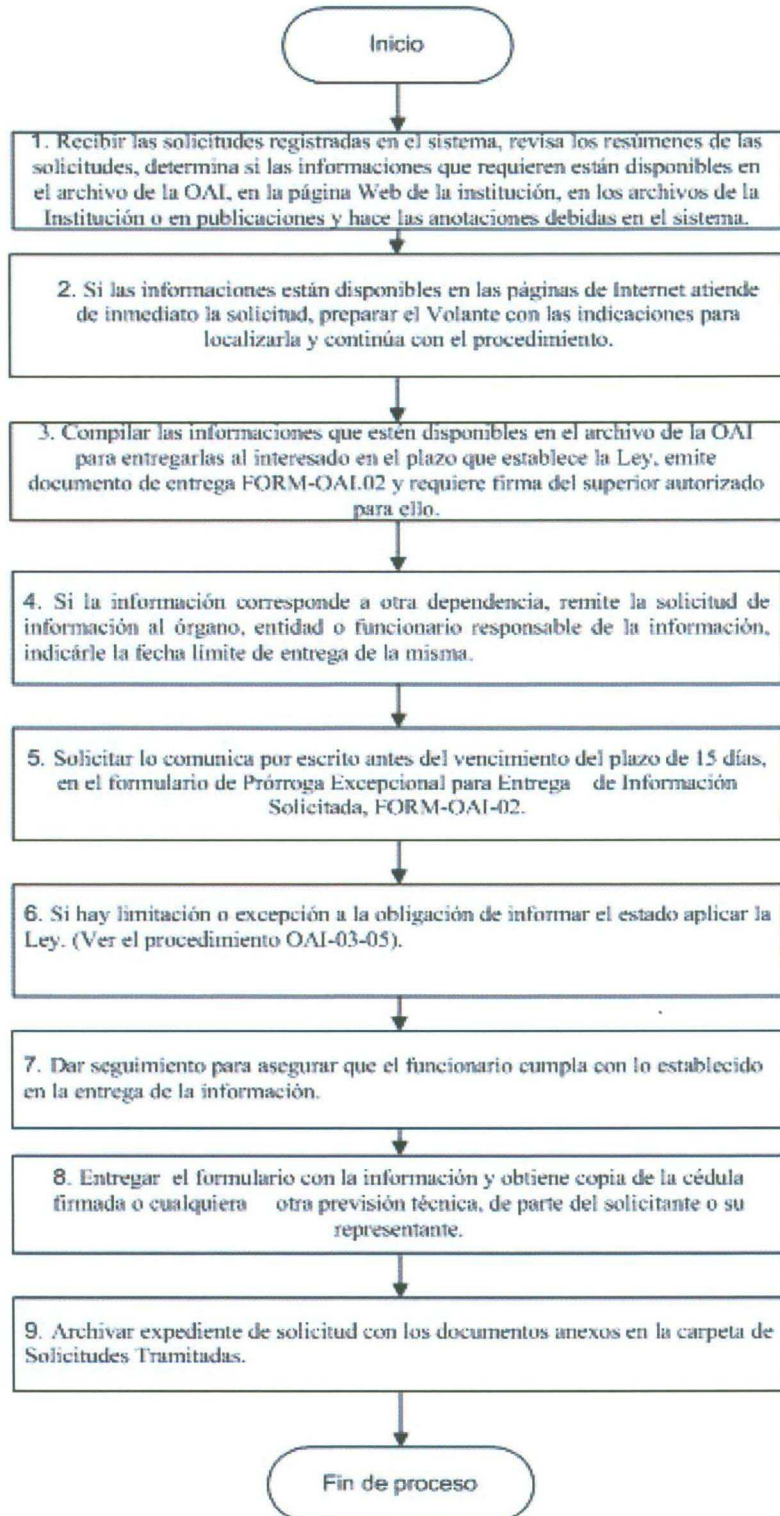 Inicio
1. Recibir las solicitudes registradas en el sistema, revisa los resúmenes de las
solicitudes, determina si las informaciones que requieren están disponibles en
el archivo de la OAI, en la página Web de la institución, en los archivos de la
Institución o en publicaciones y hace las anotaciones debidas en el sistema.
2. Si las informaciones están disponibles en las páginas de Internet atiende
de inmediato la solicitud, preparar el Volante con las indicaciones para
localizarla y continúa con el procedimiento.
3. Compilar las informaciones que estén disponibles en el archivo de la OAI
para entregarlas al interesado en el plazo que establece la Ley, emite
documento de entrega FORM-OAI.02 y requiere firma del superior autorizado
para ello.
4. Si la información corresponde a otra dependencia, remite la solicitud de
información al órgano, entidad o funcionario responsable de la información,
indicárle la fecha límite de entrega de la misma.
5. Solicitar lo comunica por escrito antes del vencimiento del plazo de 15 días,
en el formulario de Prórroga Excepcional para Entrega de Información
Solicitada, FORM-OAI-02.
6. Si hay limitación o excepción a la obligación de informar el estado aplicar la
Ley. (Ver el procedimiento OAI-03-05).
7. Dar seguimiento para asegurar que el funcionario cumpla con lo establecido
en la entrega de la información.
8. Entregar el formulario con la información y obtiene copia de la cédula
firmada o cualquiera otra previsión técnica, de parte del solicitante o su
representante.
9. Archivar expediente de solicitud con los documentos anexos en la carpeta de
Solicitudes Tramitadas.
Fin de proceso